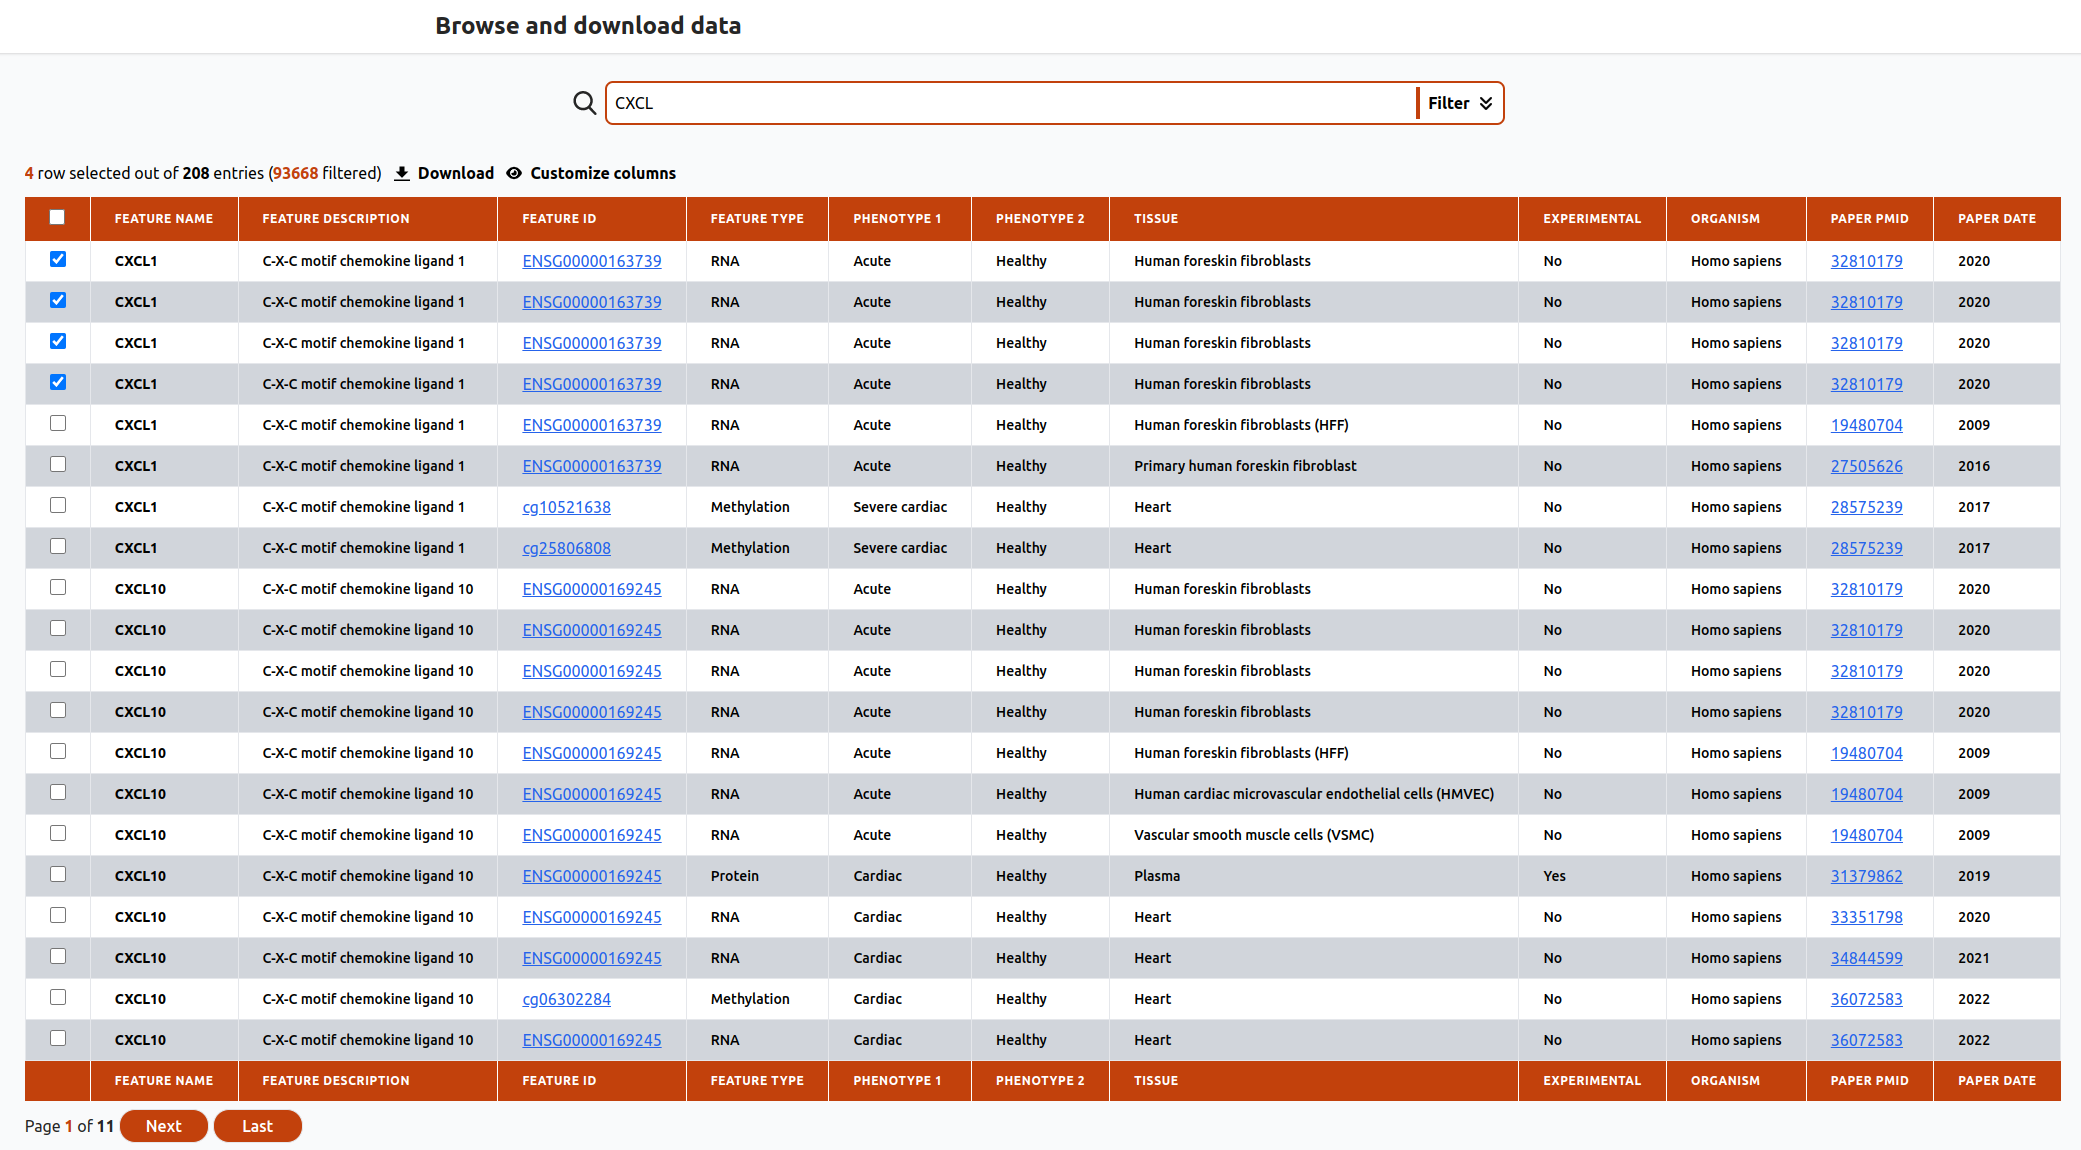 Browse and download data
CXCL Filter
4 row selected out of 208 entries (93668 filtered) Download Customize columns
FEATURE NAME FEATURE DESCRIPTION FEATURE ID FEATURE TYPE PHENOTYPE 1 PHENOTYPE 2 TISSUE EXPERIMENTAL ORGANISM PAPER PMID PAPER DATE
CXCL1 C-X-C motif chemokine ligand 1 ENSG00000163739 RNA Acute Healthy Human foreskin fibroblasts No Homo sapiens 32810179 2020
CXCL1 C-X-C motif chemokine ligand 1 ENSG00000163739 RNA Acute Healthy Human foreskin fibroblasts No Homo sapiens 32810179 2020
CXCL1 C-X-C motif chemokine ligand 1 ENSG00000163739 RNA Acute Healthy Human foreskin fibroblasts No Homo sapiens 32810179 2020
CXCL1 C-X-C motif chemokine ligand 1 ENSG00000163739 RNA Acute Healthy Human foreskin fibroblasts No Homo sapiens 32810179 2020
CXCL1 C-X-C motif chemokine ligand 1 ENSG00000163739 RNA Acute Healthy Human foreskin fibroblasts (HFF) No Homo sapiens 19480704 2009
CXCL1 C-X-C motif chemokine ligand 1 ENSG00000163739 RNA Acute Healthy Primary human foreskin fibroblast No Homo sapiens 27505626 2016
CXCL1 C-X-C motif chemokine ligand 1 cg10521638 Methylation Severe cardiac Healthy Heart No Homo sapiens 28575239 2017
CXCL1 C-X-C motif chemokine ligand 1 cg25806808 Methylation Severe cardiac Healthy Heart No Homo sapiens 28575239 2017
CXCL10 C-X-C motif chemokine ligand 10 ENSG00000169245 RNA Acute Healthy Human foreskin fibroblasts No Homo sapiens 32810179 2020
CXCL10 C-X-C motif chemokine ligand 10 ENSG00000169245 RNA Acute Healthy Human foreskin fibroblasts No Homo sapiens 32810179 2020
CXCL10 C-X-C motif chemokine ligand 10 ENSG00000169245 RNA Acute Healthy Human foreskin fibroblasts No Homo sapiens 32810179 2020
CXCL10 C-X-C motif chemokine ligand 10 ENSG00000169245 RNA Acute Healthy Human foreskin fibroblasts No Homo sapiens 32810179 2020
CXCL10 C-X-C motif chemokine ligand 10 ENSG00000169245 RNA Acute Healthy Human foreskin fibroblasts (HFF) No Homo sapiens 19480704 2009
CXCL10 C-X-C motif chemokine ligand 10 ENSG00000169245 RNA Acute Healthy Human cardiac microvascular endothelial cells (HMVEC) No Homo sapiens 19480704 2009
CXCL10 C-X-C motif chemokine ligand 10 ENSG00000169245 RNA Acute Healthy Vascular smooth muscle cells (VSMC) No Homo sapiens 19480704 2009
CXCL10 C-X-C motif chemokine ligand 10 ENSG00000169245 Protein Cardiac Healthy Plasma Yes Homo sapiens 31379862 2019
CXCL10 C-X-C motif chemokine ligand 10 ENSG00000169245 RNA Cardiac Healthy Heart No Homo sapiens 33351798 2020
CXCL10 C-X-C motif chemokine ligand 10 ENSG00000169245 RNA Cardiac Healthy Heart No Homo sapiens 34844599 2021
CXCL10 C-X-C motif chemokine ligand 10 cg06302284 Methylation Cardiac Healthy Heart No Homo sapiens 36072583 2022
CXCL10 C-X-C motif chemokine ligand 10 ENSG00000169245 RNA Cardiac Healthy Heart No Homo sapiens 36072583 2022
FEATURE NAME FEATURE DESCRIPTION FEATURE ID FEATURE TYPE PHENOTYPE 1 PHENOTYPE 2 TISSUE EXPERIMENTAL ORGANISM PAPER PMID PAPER DATE
Page 1 of 11 Next Last